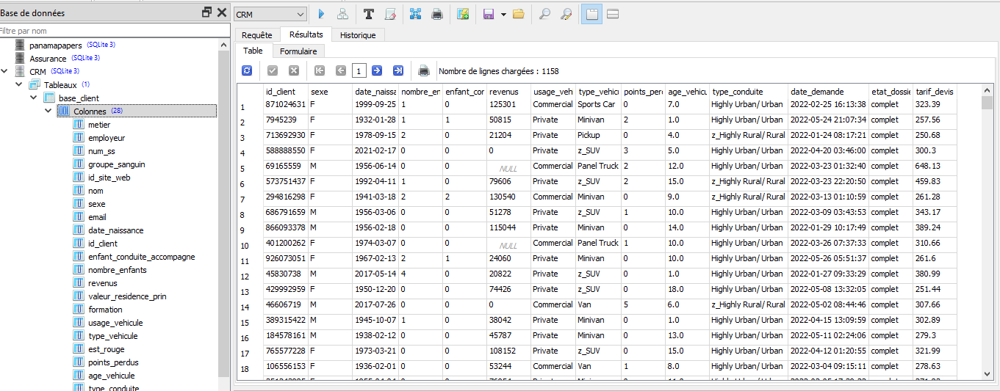 Base de données
Filtre par nom
panamapapers (SQLite 3)
Assurance (SQLite 3)
CRM (SQLite 3)
Tableaux (1)
base_client
Colonnes (28)
metier
employeur
num_ss
groupe_sanguin
id_site_web
nom
sexe
email
date_naissance
id_client
enfant_conduite_accompagne
nombre_enfants
revenus
valeur_residence_prin
formation
usage_vehicule
type_vehicule
est_rouge
points_perdus
age_vehicule
type_conduite
CRM
Requête Résultats Historique
Table Formulaire
1 Nombre de lignes chargées : 1158
id_client sexe date_naissa nombre_en enfant_cor revenus usage_veh type_vehicu points_perd age_vehicu type_conduite date_demande etat_dossie tarif_devis
1 871024631 F 1999-09-25 1 0 125301 Commercial Sports Car 0 7.0 Highly Urban/ Urban 2022-02-25 16:13:38 complet 323.39
2 7945239 F 1932-01-28 1 1 50815 Private Minivan 2 1.0 Highly Urban/ Urban 2022-05-24 21:07:34 complet 257.56
3 713692930 F 1978-09-15 2 0 21204 Private Pickup 0 4.0 z_Highly Rural/ Rural 2022-01-24 08:17:21 complet 250.68
4 588888550 F 2021-02-17 0 0 0 Private z_SUV 3 5.0 Highly Urban/ Urban 2022-04-20 03:46:00 complet 300.3
5 69165559 M 1956-06-14 0 0 NULL Commercial Panel Truck 2 12.0 Highly Urban/ Urban 2022-03-23 01:32:40 complet 648.13
6 573751437 F 1992-04-11 1 0 79606 Private z_SUV 2 15.0 z_Highly Rural/ Rural 2022-03-23 22:20:50 complet 459.83
7 294816298 F 1941-03-18 2 2 130540 Commercial Minivan 0 9.0 z_Highly Rural/ Rural 2022-03-13 01:10:59 complet 261.28
8 686791659 M 1956-03-06 0 0 51278 Private z_SUV 1 10.0 Highly Urban/ Urban 2022-03-09 03:43:53 complet 343.17
9 866093378 M 1956-02-18 0 0 115044 Private Minivan 0 14.0 Highly Urban/ Urban 2022-01-29 10:17:49 complet 389.24
10 401200262 F 1974-03-07 0 0 NULL Commercial Panel Truck 1 10.0 Highly Urban/ Urban 2022-03-26 07:37:33 complet 310.66
11 926073051 F 1967-02-13 2 1 24060 Private Minivan 0 10.0 Highly Urban/ Urban 2022-05-26 05:51:37 complet 261.6
12 45830738 M 2017-05-14 4 0 20822 Private z_SUV 0 1.0 Highly Urban/ Urban 2022-01-27 09:33:29 complet 380.99
13 429992959 F 1950-12-20 0 0 74426 Private z_SUV 0 18.0 Highly Urban/ Urban 2022-05-08 13:32:05 complet 251.44
14 46606719 M 2017-07-26 0 0 0 Commercial Van 5 6.0 z_Highly Rural/ Rural 2022-05-02 08:44:46 complet 307.66
15 389315422 M 1945-10-07 1 0 38042 Private Minivan 0 1.0 Highly Urban/ Urban 2022-04-15 13:09:59 complet 302.89
16 184578161 M 1938-02-12 0 0 45787 Private Minivan 0 13.0 Highly Urban/ Urban 2022-05-11 02:24:06 complet 279.3
17 765577228 F 1973-03-21 0 0 108152 Private z_SUV 0 15.0 Highly Urban/ Urban 2022-04-12 01:20:55 complet 321.99
18 106556153 F 1936-02-01 0 0 53244 Commercial Van 1 8.0 Highly Urban/ Urban 2022-03-04 09:15:11 complet 278.63